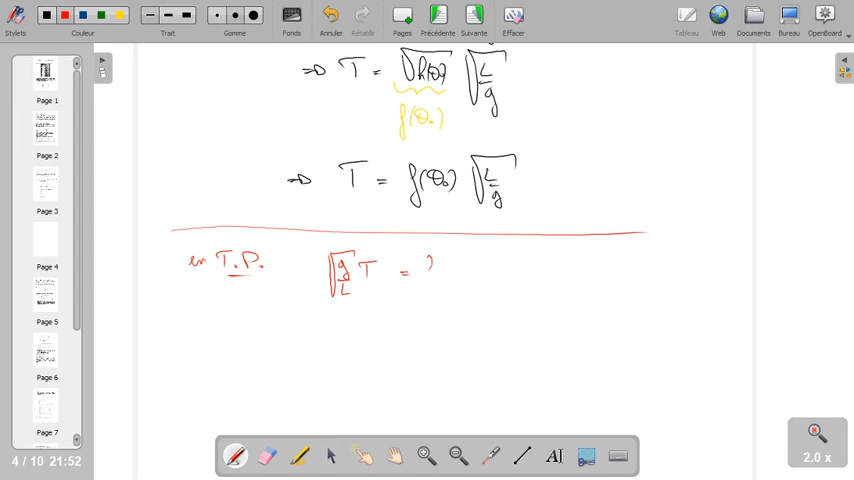 Stylets
Couleur
Trait
Gomme
Fonds
Annuler
Rétablir
Pages
Précédente
Suivante
Effacer
Tableau
Web
Documents
Bureau
OpenBoard
Page 1
Page 2
Page 3
Page 4
Page 5
Page 6
Page 7
=> T = √h(θ₀) √L/g
f(θ₀)
=> T = f(θ₀) √L/g
en T.P. √g/L T =
4 / 10 21:52
AI
2.0 x